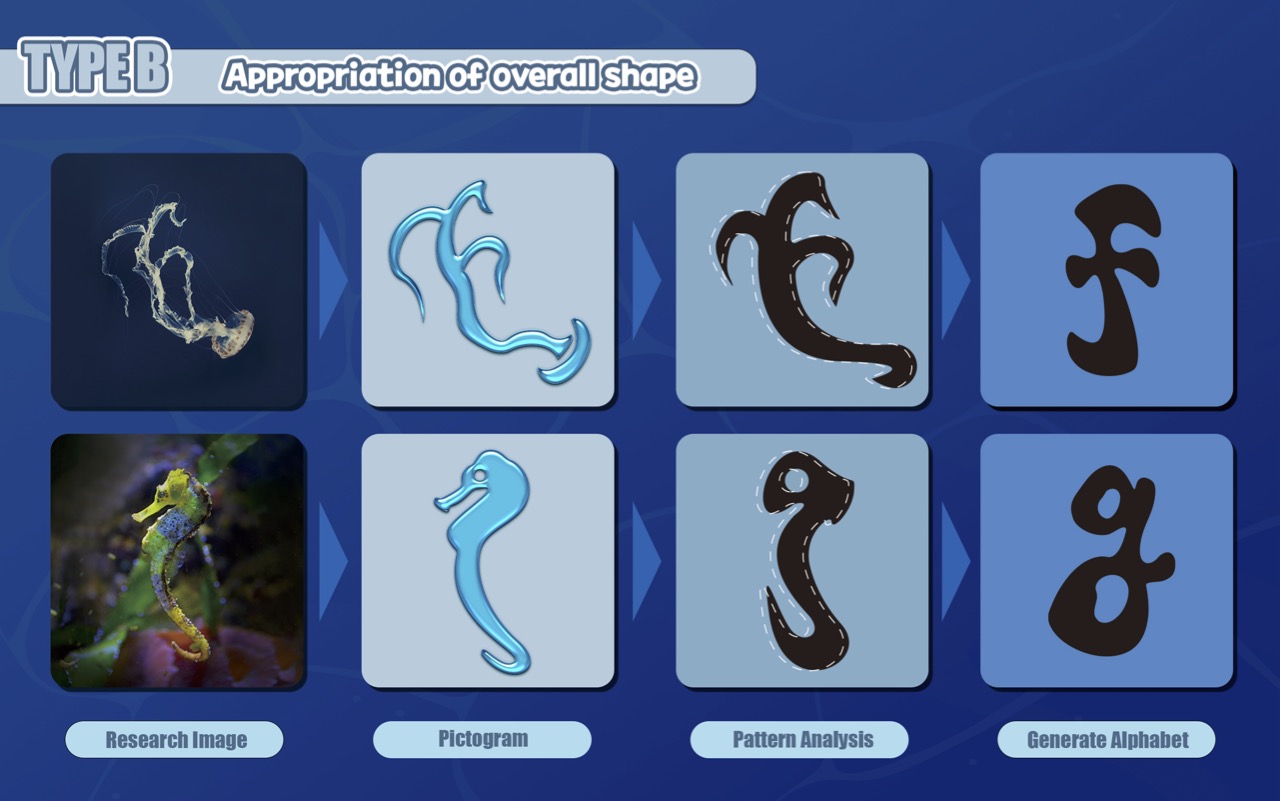 TYPE B
Appropriation of overall shape
f
g
Research Image
Pictogram
Pattern Analysis
Generate Alphabet